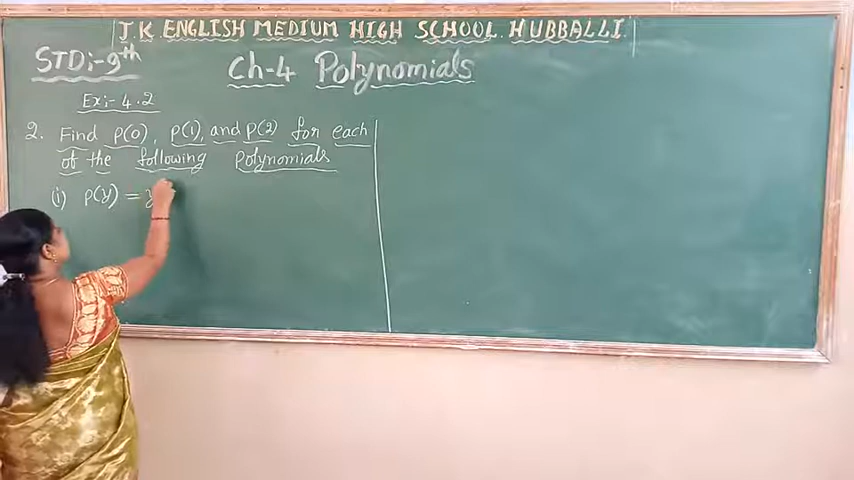 J.K ENGLISH MEDIUM HIGH SCHOOL HUBBALLI
STD:-9th
Ch-4 Polynomials
Ex:- 4.2
2. Find P(0), P(1), and P(2) for each
of the following Polynomials
(i) P(y) = y